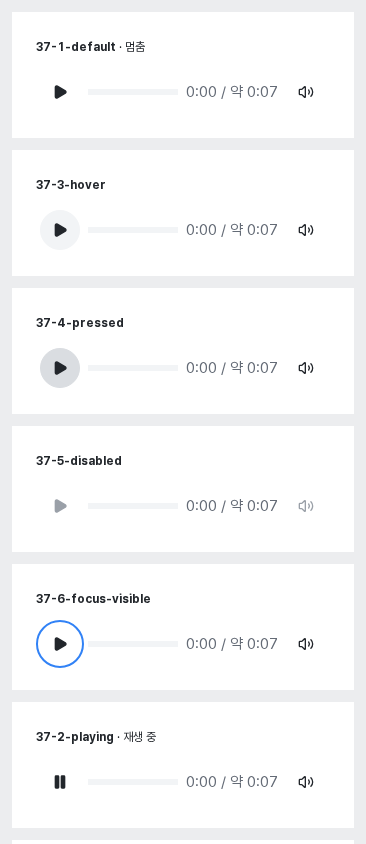 37-1-default · 멈춤
0:00 / 약 0:07
37-3-hover
0:00 / 약 0:07
37-4-pressed
0:00 / 약 0:07
37-5-disabled
0:00 / 약 0:07
37-6-focus-visible
0:00 / 약 0:07
37-2-playing · 재생 중
0:00 / 약 0:07